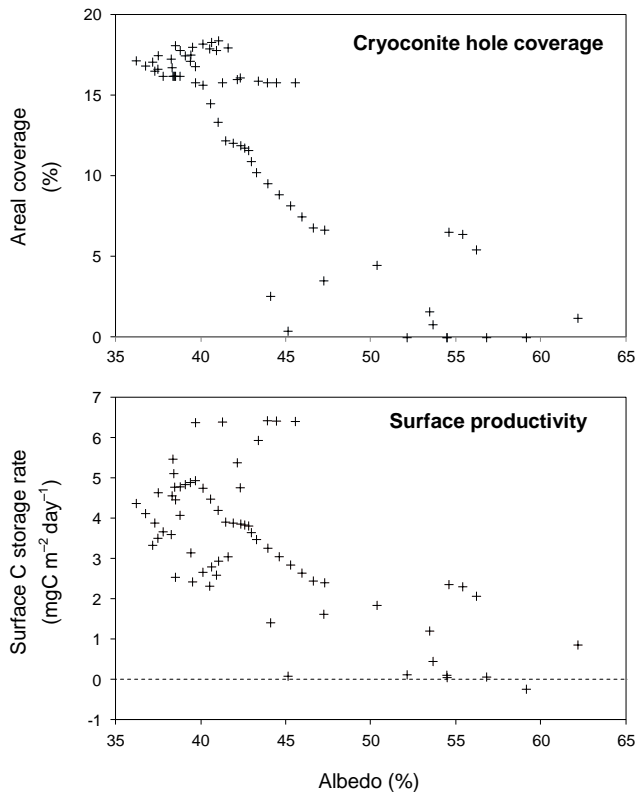 20
Cryoconite hole coverage
15
Areal coverage
(%)
10
5
0
35 40 45 50 55 60 65
7
Surface productivity
6
5
4
Surface C storage rate
(mgC m⁻² day⁻¹)
3
2
1
0
-1
35 40 45 50 55 60 65
Albedo (%)